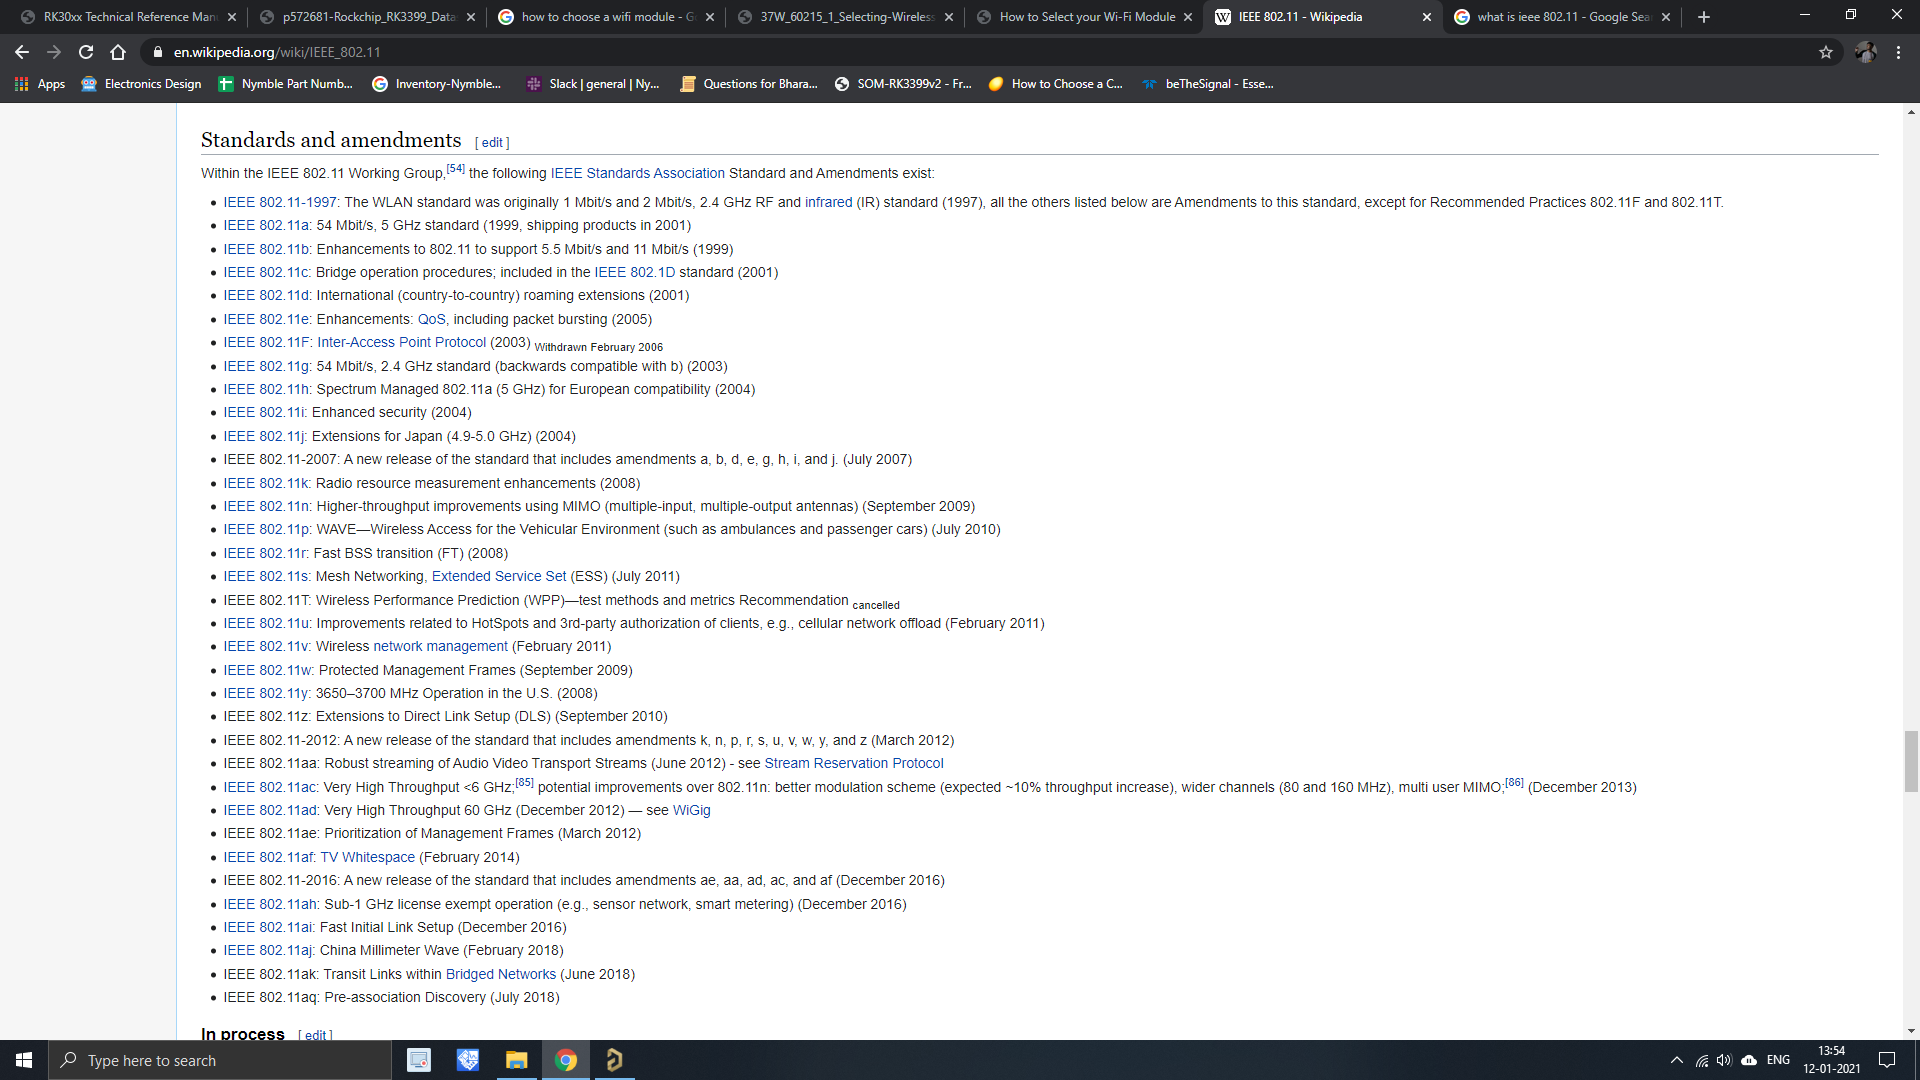 RK30xx Technical Reference Man
p572681-Rockchip_RK3399_Data
how to choose a wifi module - G
37W_60215_1_Selecting-Wireless
How to Select your Wi-Fi Module
IEEE 802.11 - Wikipedia
what is ieee 802.11 - Google Sea
en.wikipedia.org/wiki/IEEE_802.11
Apps
Electronics Design
Nymble Part Numb...
Inventory-Nymble...
Slack | general | Ny...
Questions for Bhara...
SOM-RK3399v2 - Fr...
How to Choose a C...
beTheSignal - Esse...
Standards and amendments [ edit ]
Within the IEEE 802.11 Working Group,[54] the following IEEE Standards Association Standard and Amendments exist:
• IEEE 802.11-1997: The WLAN standard was originally 1 Mbit/s and 2 Mbit/s, 2.4 GHz RF and infrared (IR) standard (1997), all the others listed below are Amendments to this standard, except for Recommended Practices 802.11F and 802.11T.
• IEEE 802.11a: 54 Mbit/s, 5 GHz standard (1999, shipping products in 2001)
• IEEE 802.11b: Enhancements to 802.11 to support 5.5 Mbit/s and 11 Mbit/s (1999)
• IEEE 802.11c: Bridge operation procedures; included in the IEEE 802.1D standard (2001)
• IEEE 802.11d: International (country-to-country) roaming extensions (2001)
• IEEE 802.11e: Enhancements: QoS, including packet bursting (2005)
• IEEE 802.11F: Inter-Access Point Protocol (2003) Withdrawn February 2006
• IEEE 802.11g: 54 Mbit/s, 2.4 GHz standard (backwards compatible with b) (2003)
• IEEE 802.11h: Spectrum Managed 802.11a (5 GHz) for European compatibility (2004)
• IEEE 802.11i: Enhanced security (2004)
• IEEE 802.11j: Extensions for Japan (4.9-5.0 GHz) (2004)
• IEEE 802.11-2007: A new release of the standard that includes amendments a, b, d, e, g, h, i, and j. (July 2007)
• IEEE 802.11k: Radio resource measurement enhancements (2008)
• IEEE 802.11n: Higher-throughput improvements using MIMO (multiple-input, multiple-output antennas) (September 2009)
• IEEE 802.11p: WAVE—Wireless Access for the Vehicular Environment (such as ambulances and passenger cars) (July 2010)
• IEEE 802.11r: Fast BSS transition (FT) (2008)
• IEEE 802.11s: Mesh Networking, Extended Service Set (ESS) (July 2011)
• IEEE 802.11T: Wireless Performance Prediction (WPP)—test methods and metrics Recommendation cancelled
• IEEE 802.11u: Improvements related to HotSpots and 3rd-party authorization of clients, e.g., cellular network offload (February 2011)
• IEEE 802.11v: Wireless network management (February 2011)
• IEEE 802.11w: Protected Management Frames (September 2009)
• IEEE 802.11y: 3650–3700 MHz Operation in the U.S. (2008)
• IEEE 802.11z: Extensions to Direct Link Setup (DLS) (September 2010)
• IEEE 802.11-2012: A new release of the standard that includes amendments k, n, p, r, s, u, v, w, y, and z (March 2012)
• IEEE 802.11aa: Robust streaming of Audio Video Transport Streams (June 2012) - see Stream Reservation Protocol
• IEEE 802.11ac: Very High Throughput <6 GHz;[85] potential improvements over 802.11n: better modulation scheme (expected ~10% throughput increase), wider channels (80 and 160 MHz), multi user MIMO;[86] (December 2013)
• IEEE 802.11ad: Very High Throughput 60 GHz (December 2012) — see WiGig
• IEEE 802.11ae: Prioritization of Management Frames (March 2012)
• IEEE 802.11af: TV Whitespace (February 2014)
• IEEE 802.11-2016: A new release of the standard that includes amendments ae, aa, ad, ac, and af (December 2016)
• IEEE 802.11ah: Sub-1 GHz license exempt operation (e.g., sensor network, smart metering) (December 2016)
• IEEE 802.11ai: Fast Initial Link Setup (December 2016)
• IEEE 802.11aj: China Millimeter Wave (February 2018)
• IEEE 802.11ak: Transit Links within Bridged Networks (June 2018)
• IEEE 802.11aq: Pre-association Discovery (July 2018)
In process [ edit ]
Type here to search
ENG
13:54
12-01-2021